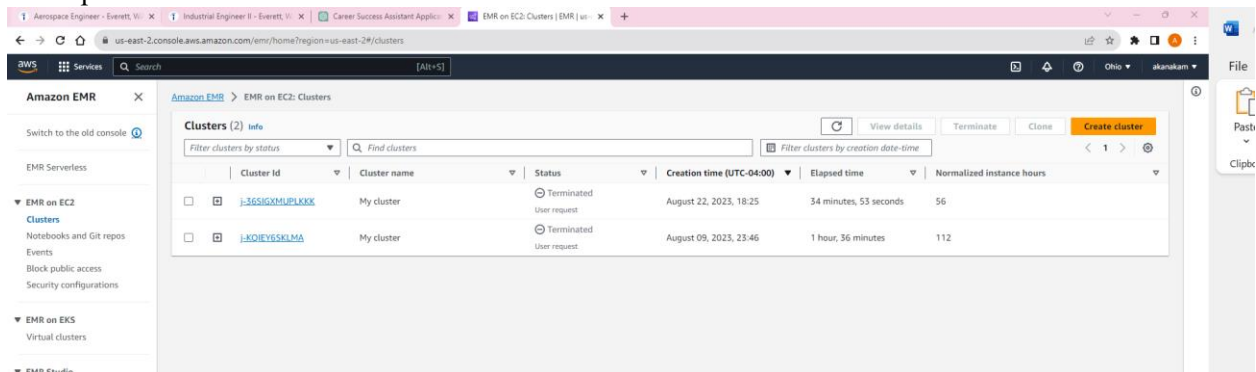 Aerospace Engineer - Everett, W
Industrial Engineer II - Everett, W
Career Success Assistant Applica
EMR on EC2: Clusters | EMR | us-
us-east-2.console.aws.amazon.com/emr/home?region=us-east-2#/clusters
aws Services Search [Alt+S] Ohio akanakam
File
Amazon EMR
Amazon EMR > EMR on EC2: Clusters
Switch to the old console
Clusters (2) Info
View details Terminate Clone Create cluster
Paste
Filter clusters by status Find clusters Filter clusters by creation date-time < 1 >
EMR Serverless
Clipbo
Cluster Id Cluster name Status Creation time (UTC-04:00) Elapsed time Normalized instance hours
j-36SIGXMUPLKKK My cluster Terminated August 22, 2023, 18:25 34 minutes, 53 seconds 56
User request
j-KOIEY6SKLMA My cluster Terminated August 09, 2023, 23:46 1 hour, 36 minutes 112
User request
EMR on EC2
Clusters
Notebooks and Git repos
Events
Block public access
Security configurations
EMR on EKS
Virtual clusters
EMR Studio